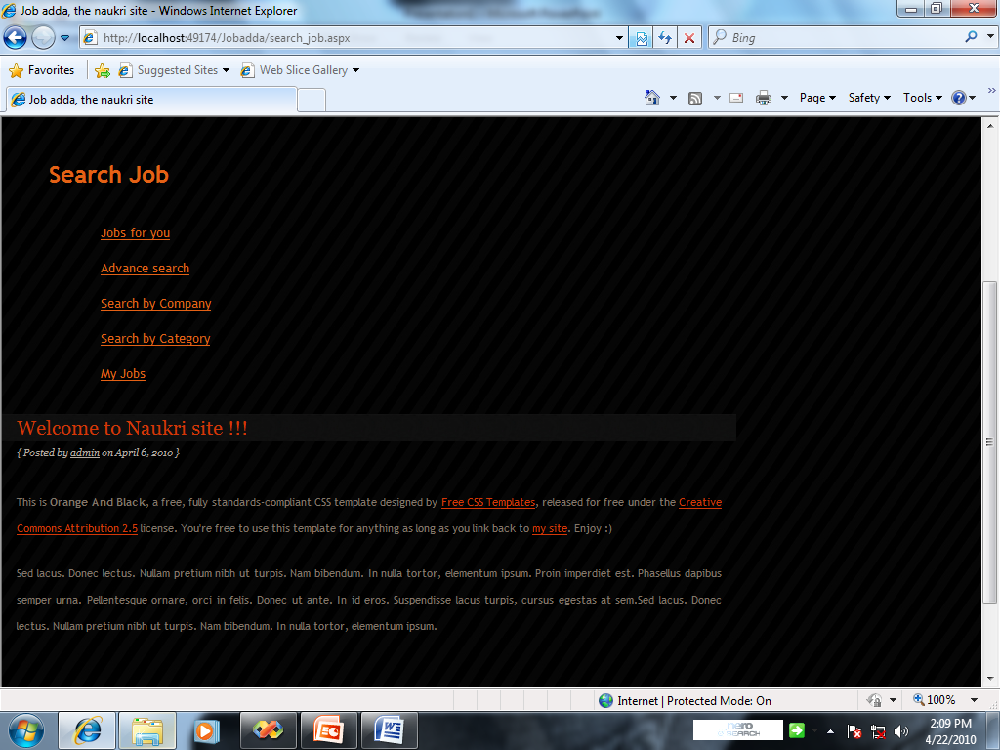 Job adda, the naukri site - Windows Internet Explorer
http://localhost:49174/Jobadda/search_job.aspx
Bing
Favorites Suggested Sites Web Slice Gallery
Job adda, the naukri site
Page Safety Tools
Search Job
Jobs for you
Advance search
Search by Company
Search by Category
My Jobs
Welcome to Naukri site !!!
{ Posted by admin on April 6, 2010 }
This is Orange And Black, a free, fully standards-compliant CSS template designed by Free CSS Templates, released for free under the Creative
Commons Attribution 2.5 license. You're free to use this template for anything as long as you link back to my site. Enjoy :)
Sed lacus. Donec lectus. Nullam pretium nibh ut turpis. Nam bibendum. In nulla tortor, elementum ipsum. Proin imperdiet est. Phasellus dapibus
semper urna. Pellentesque ornare, orci in felis. Donec ut ante. In id eros. Suspendisse lacus turpis, cursus egestas at sem.Sed lacus. Donec
lectus. Nullam pretium nibh ut turpis. Nam bibendum. In nulla tortor, elementum ipsum.
Internet | Protected Mode: On
100%
nero
SEARCH
2:09 PM
4/22/2010